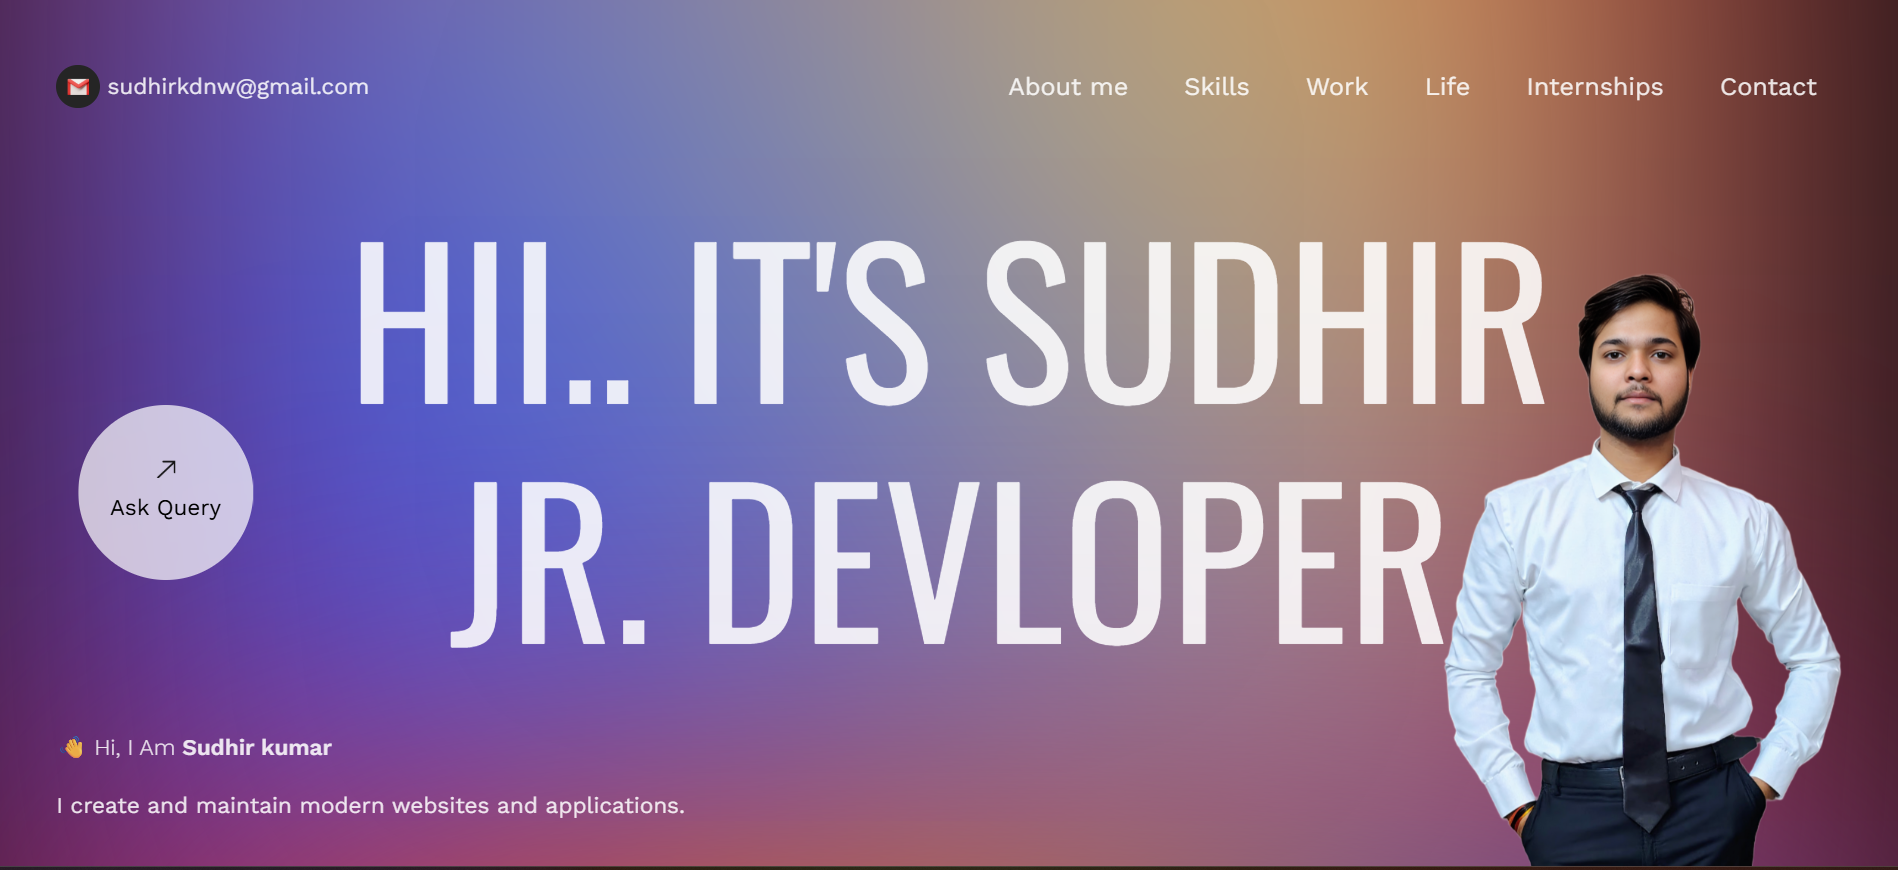 sudhirkdnw@gmail.com
About me Skills Work Life Internships Contact
HII.. IT'S SUDHIR
JR. DEVLOPER
Ask Query
Hi, I Am Sudhir kumar
I create and maintain modern websites and applications.